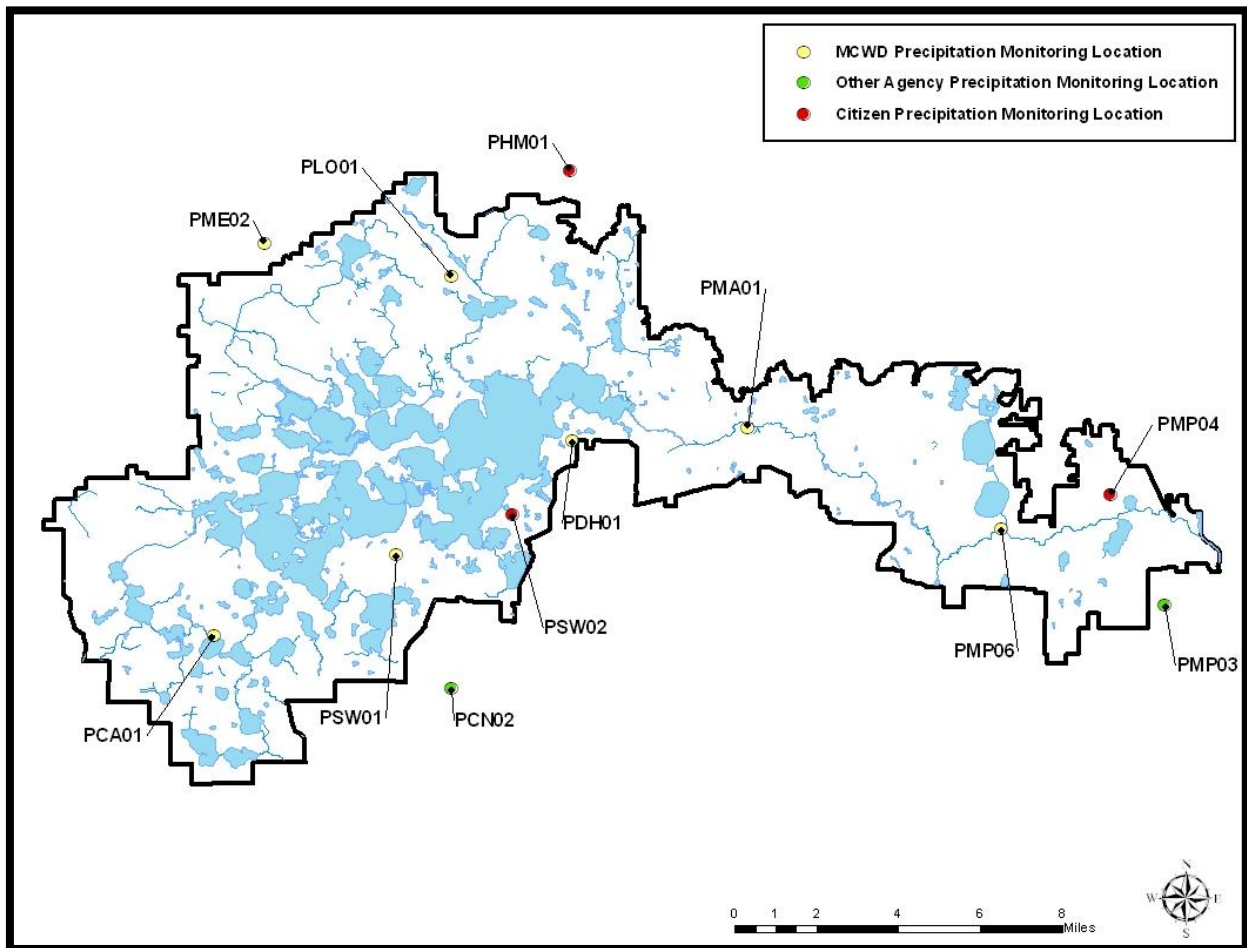 MCWD Precipitation Monitoring Location
Other Agency Precipitation Monitoring Location
Citizen Precipitation Monitoring Location
PHM01
PLO01
PME02
PMA01
PMP04
PDH01
PSW02
PMP06
PMP03
PSW01
PCN02
PCA01
N
W E
S
0 1 2 4 6 8
Miles